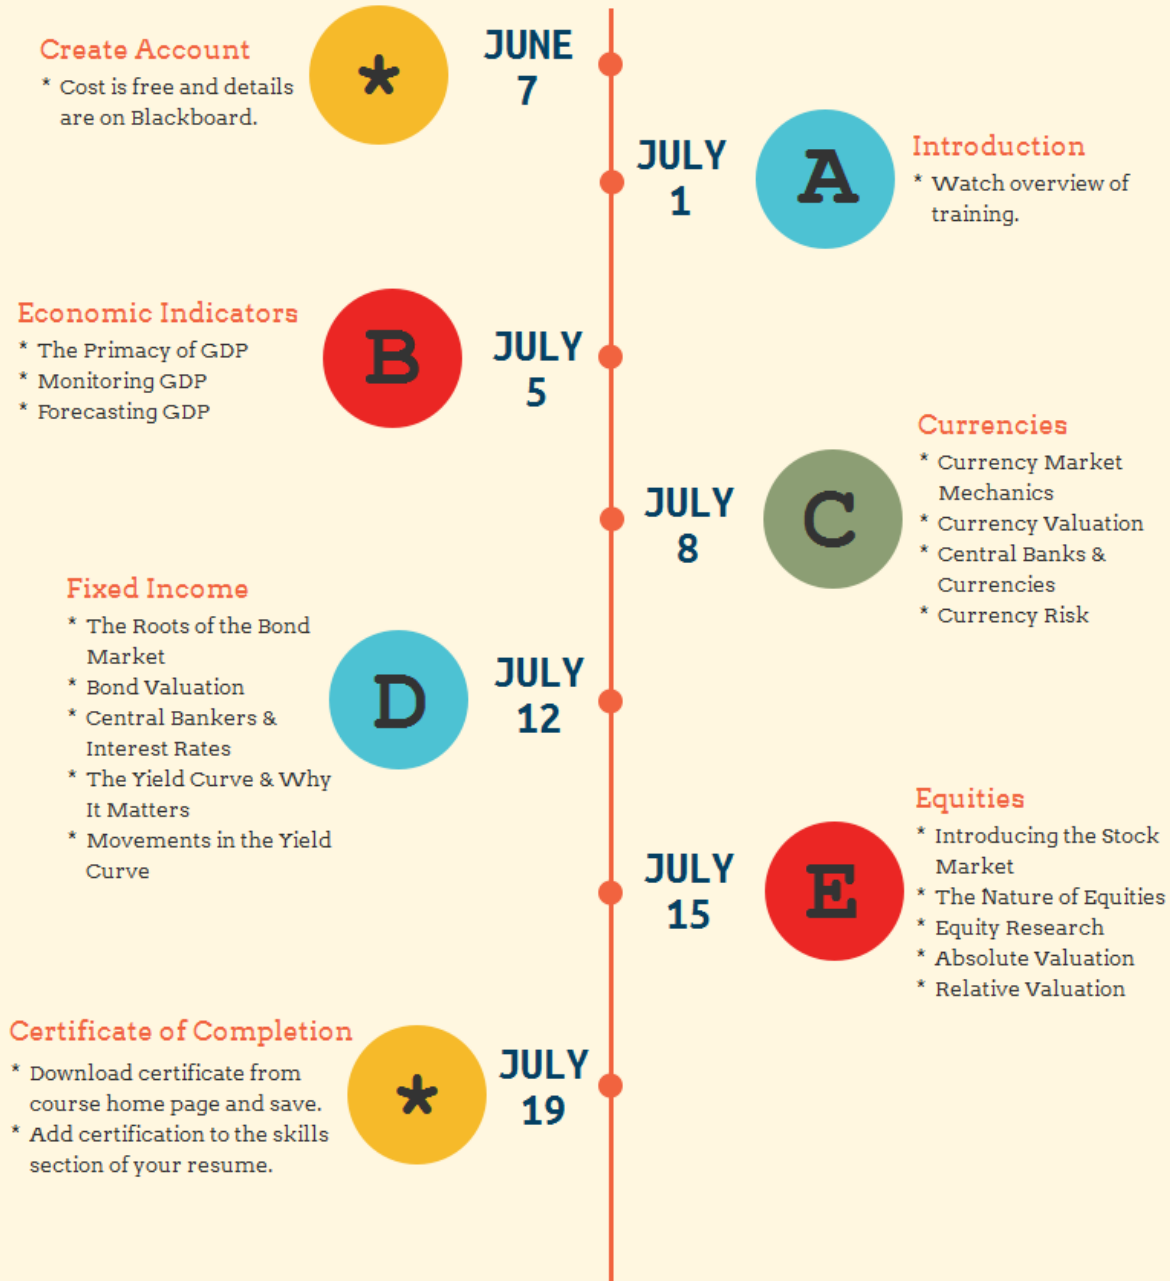 Create Account
* Cost is free and details
are on Blackboard.
*
JUNE
7
JULY
1
A
Introduction
* Watch overview of
training.
Economic Indicators
* The Primacy of GDP
* Monitoring GDP
* Forecasting GDP
B
JULY
5
JULY
8
C
Currencies
* Currency Market
Mechanics
* Currency Valuation
* Central Banks &
Currencies
* Currency Risk
Fixed Income
* The Roots of the Bond
Market
* Bond Valuation
* Central Bankers &
Interest Rates
* The Yield Curve & Why
It Matters
* Movements in the Yield
Curve
D
JULY
12
JULY
15
E
Equities
* Introducing the Stock
Market
* The Nature of Equities
* Equity Research
* Absolute Valuation
* Relative Valuation
Certificate of Completion
* Download certificate from
course home page and save.
* Add certification to the skills
section of your resume.
*
JULY
19